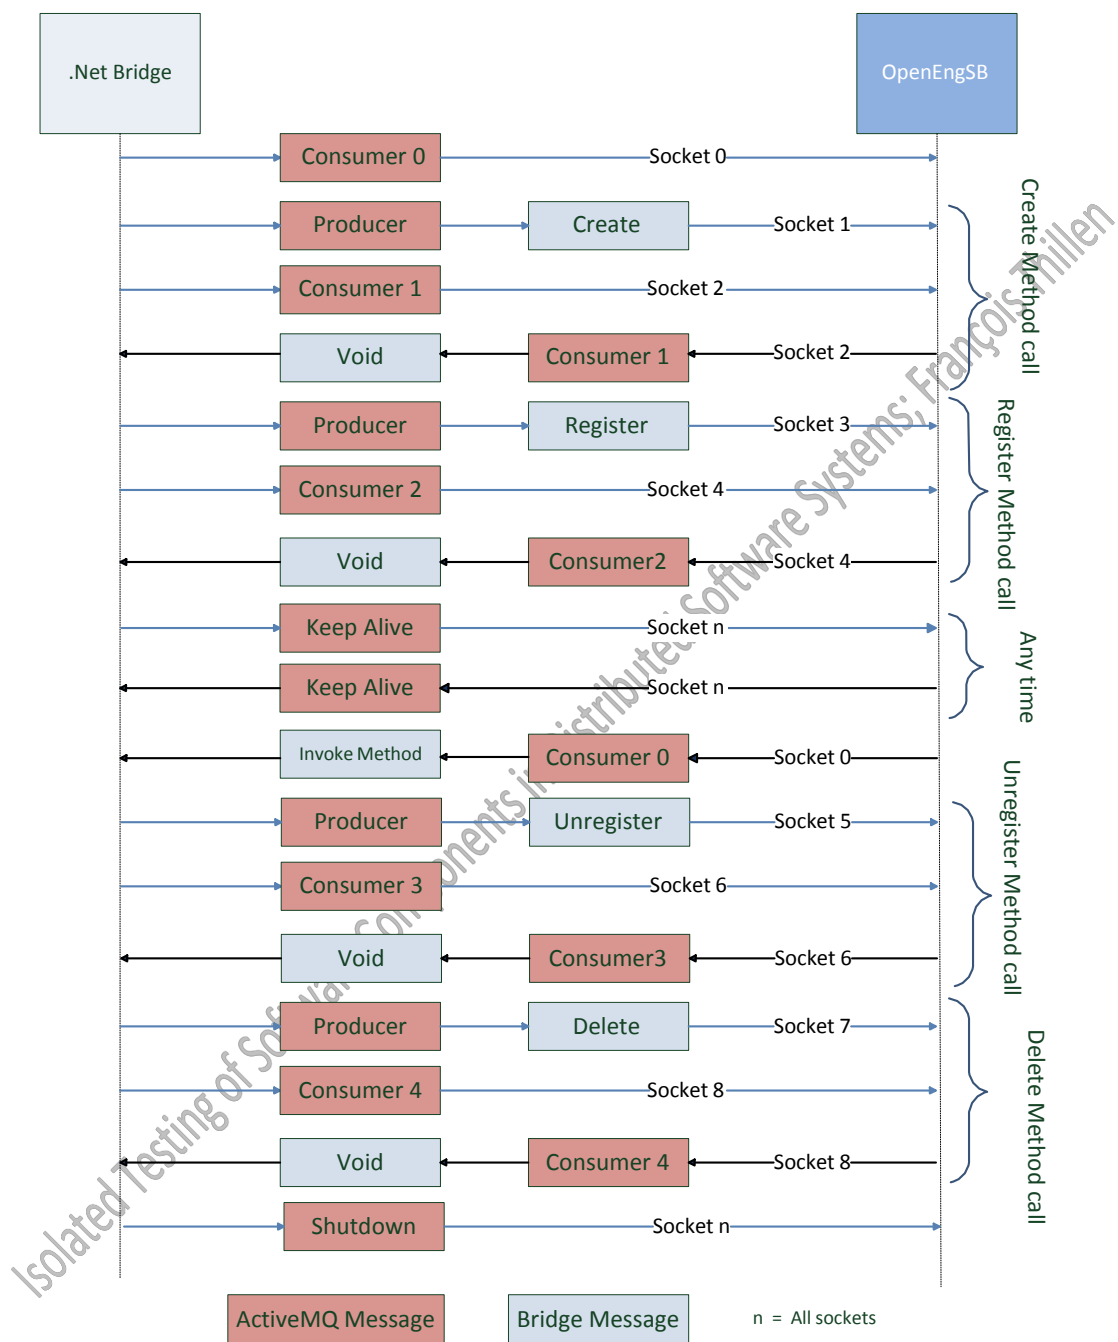 .Net Bridge
OpenEngSB
Consumer 0
Socket 0
Producer
Create
Socket 1
Consumer 1
Socket 2
Void
Consumer 1
Socket 2
Create Method call
Producer
Register
Socket 3
Consumer 2
Socket 4
Void
Consumer2
Socket 4
Register Method call
Keep Alive
Socket n
Keep Alive
Socket n
Any time
Invoke Method
Consumer 0
Socket 0
Producer
Unregister
Socket 5
Consumer 3
Socket 6
Void
Consumer3
Socket 6
Unregister Method call
Producer
Delete
Socket 7
Consumer 4
Socket 8
Void
Consumer 4
Socket 8
Delete Method call
Shutdown
Socket n
ActiveMQ Message
Bridge Message
n = All sockets
Isolated Testing of Software Components in Distributed Software Systems; François,Thillen